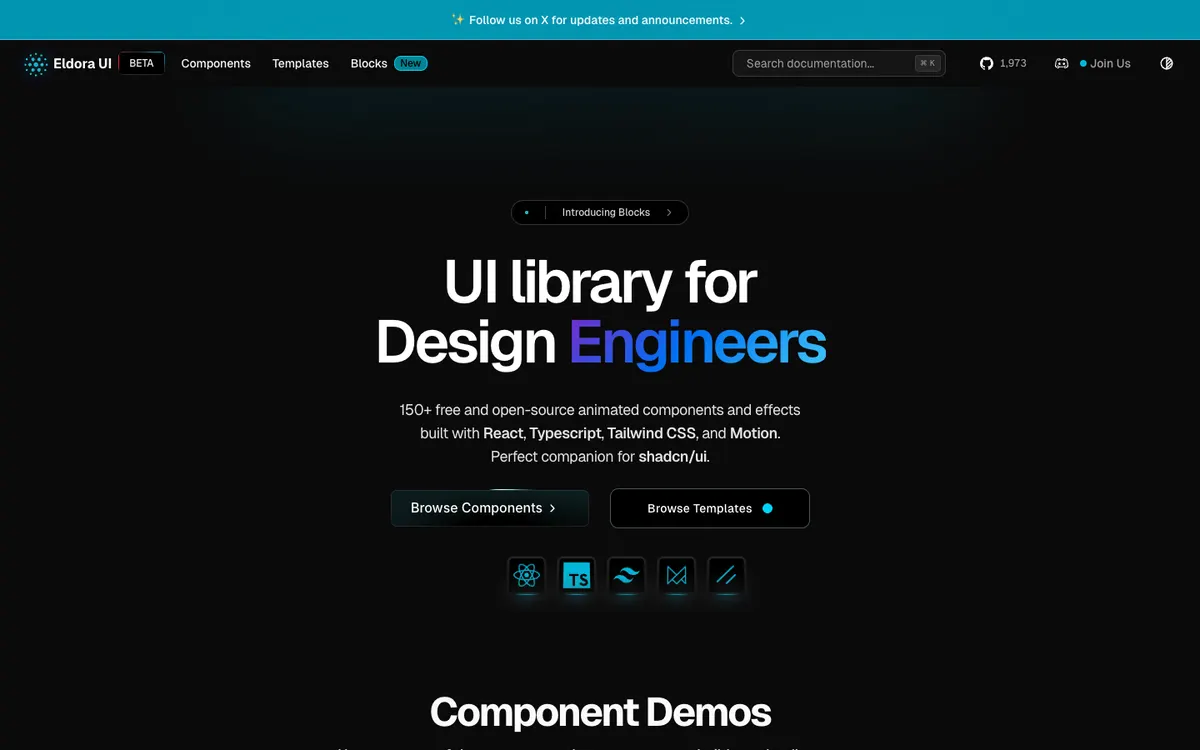 ✨ Follow us on X for updates and announcements.
Eldora UI BETA Components Templates Blocks New Search documentation... ⌘ K 1,973 Join Us
Introducing Blocks
UI library for
Design Engineers
150+ free and open-source animated components and effects
built with React, Typescript, Tailwind CSS, and Motion.
Perfect companion for shadcn/ui.
Browse Components Browse Templates
TS
Component Demos